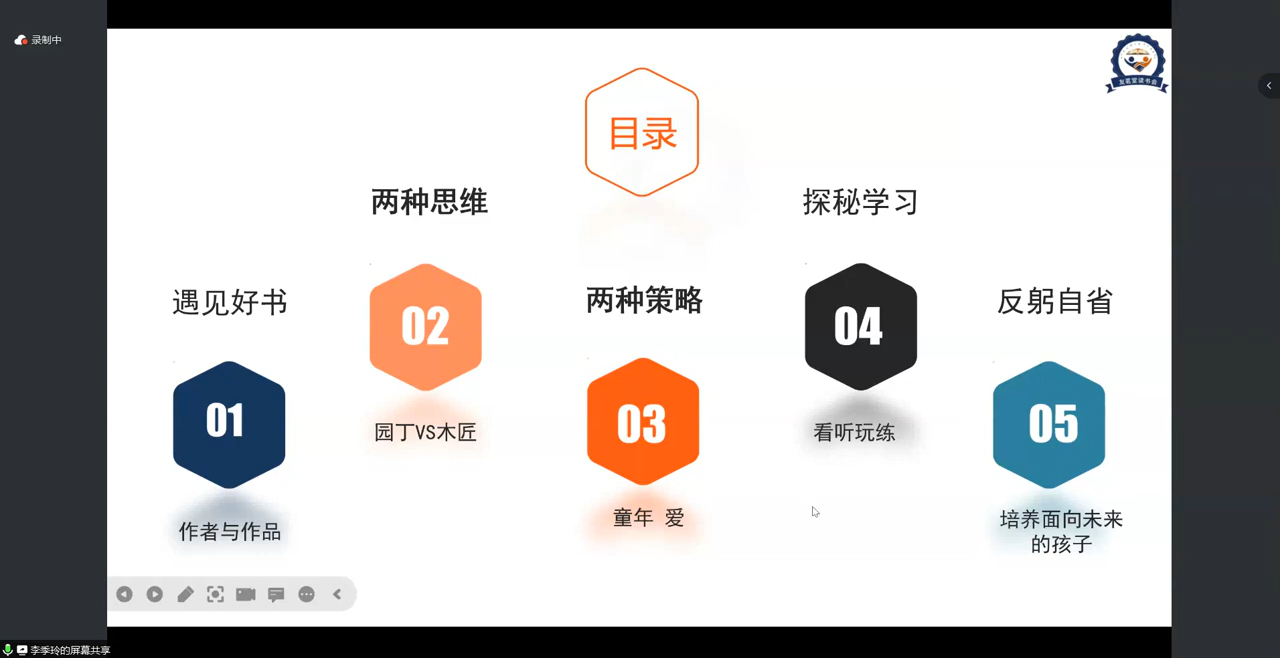 录制中
目录
两种思维
探秘学习
遇见好书
两种策略
反躬自省
01
02
03
04
05
作者与作品
园丁VS木匠
童年 爱
看听玩练
培养面向未来
的孩子
李季玲的屏幕共享